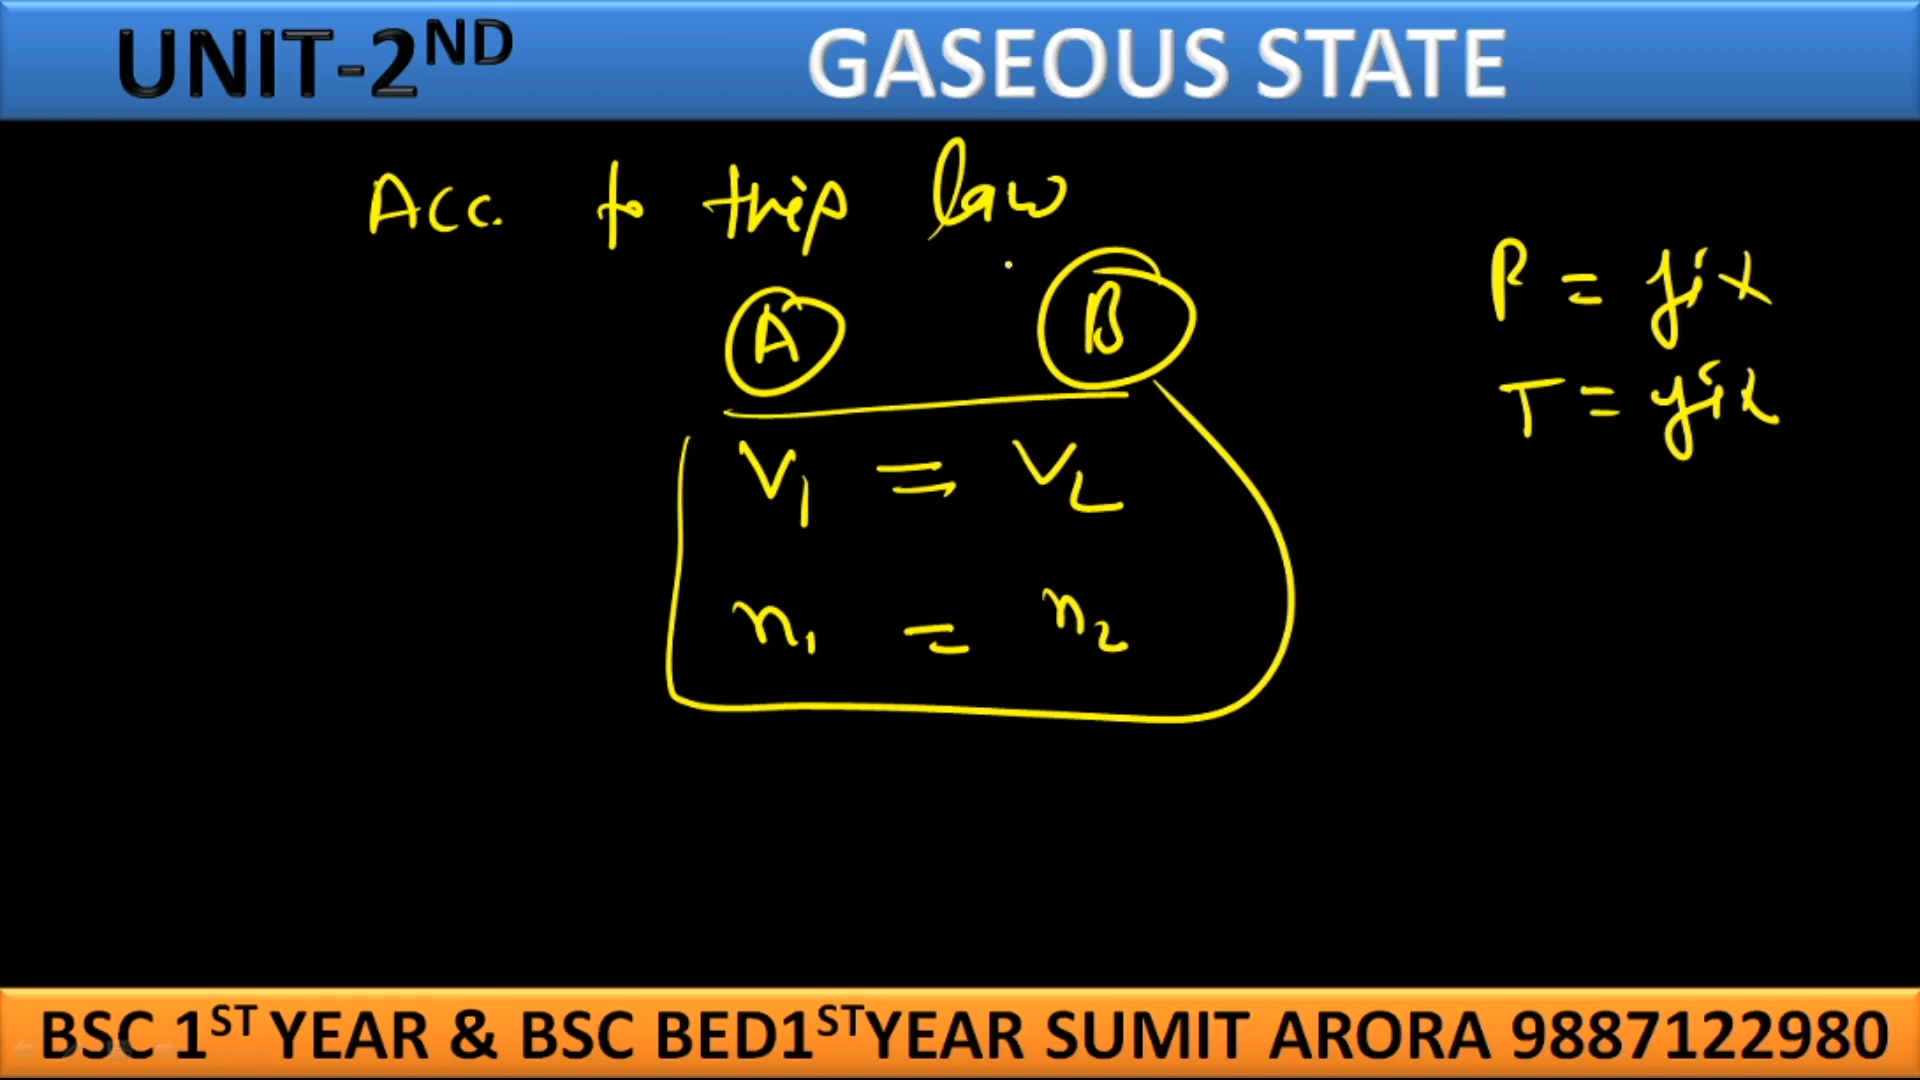 UNIT-2ND GASEOUS STATE
Acc. to this law
A B
P = fix
T = fix
V1 = V2
n1 = n2
BSC 1ST YEAR & BSC BED1STYEAR SUMIT ARORA 9887122980